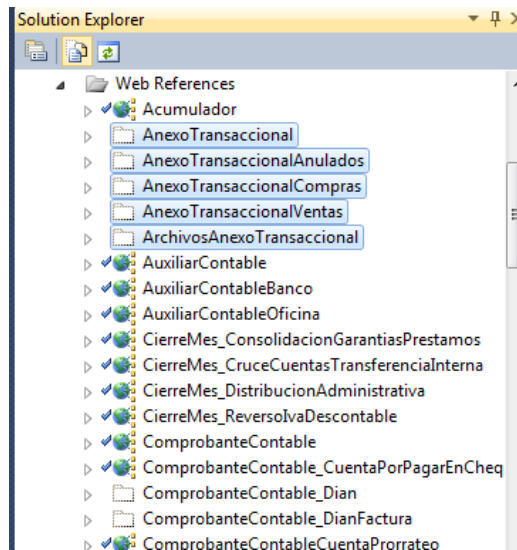 Solution Explorer
Web References
Acumulador
AnexoTransaccional
AnexoTransaccionalAnulados
AnexoTransaccionalCompras
AnexoTransaccionalVentas
ArchivosAnexoTransaccional
AuxiliarContable
AuxiliarContableBanco
AuxiliarContableOficina
CierreMes_ConsolidacionGarantiasPrestamos
CierreMes_CruceCuentasTransferenciaInterna
CierreMes_DistribucionAdministrativa
CierreMes_ReversoIvaDescontable
ComprobanteContable
ComprobanteContable_CuentaPorPagarEnCheq
ComprobanteContable_Dian
ComprobanteContable_DianFactura
ComprobanteContableCuentaProrrateo